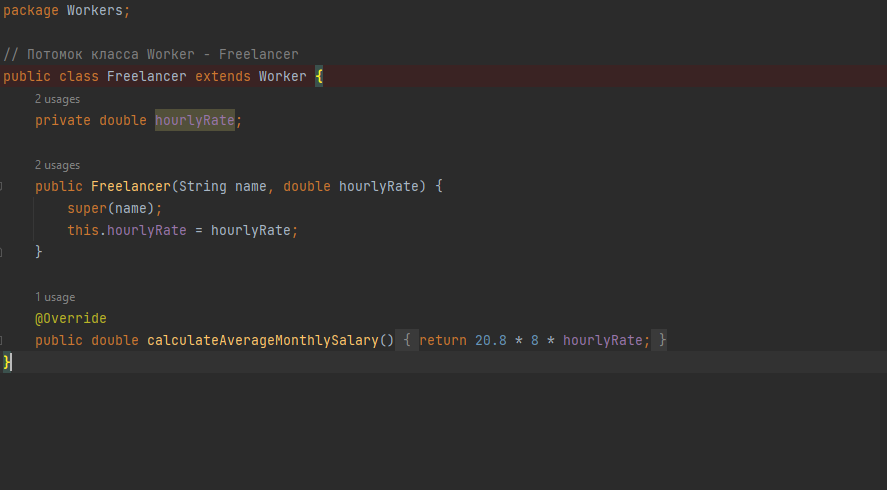 package Workers;
// Потомок класса Worker - Freelancer
public class Freelancer extends Worker {
2 usages
private double hourlyRate;
2 usages
public Freelancer(String name, double hourlyRate) {
super(name);
this.hourlyRate = hourlyRate;
}
1 usage
@Override
public double calculateAverageMonthlySalary() { return 20.8 * 8 * hourlyRate; }
}